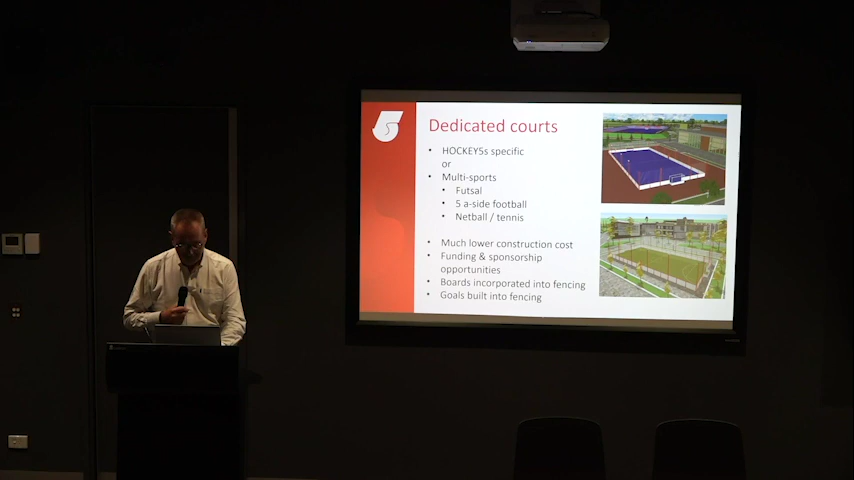 Dedicated courts
• HOCKEY5s specific
or
• Multi-sports
• Futsal
• 5 a-side football
• Netball / tennis
• Much lower construction cost
• Funding & sponsorship
opportunities
• Boards incorporated into fencing
• Goals built into fencing